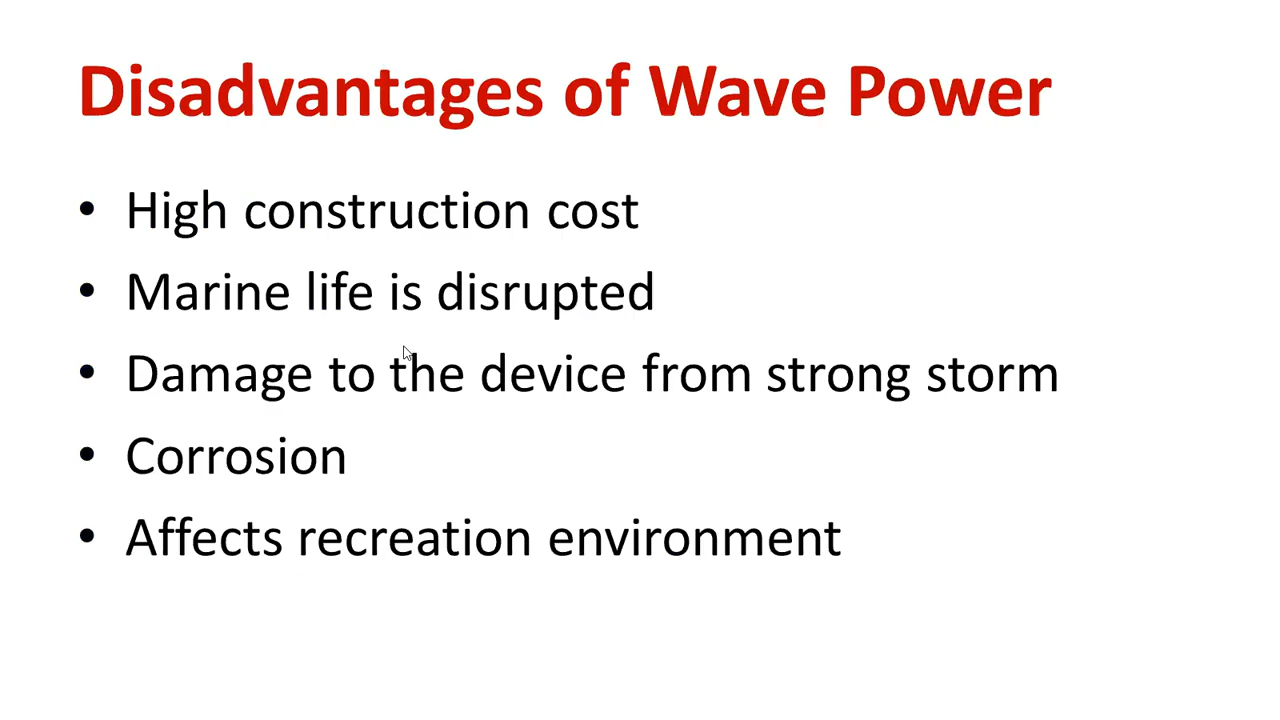 Disadvantages of Wave Power
• High construction cost
• Marine life is disrupted
• Damage to the device from strong storm
• Corrosion
• Affects recreation environment